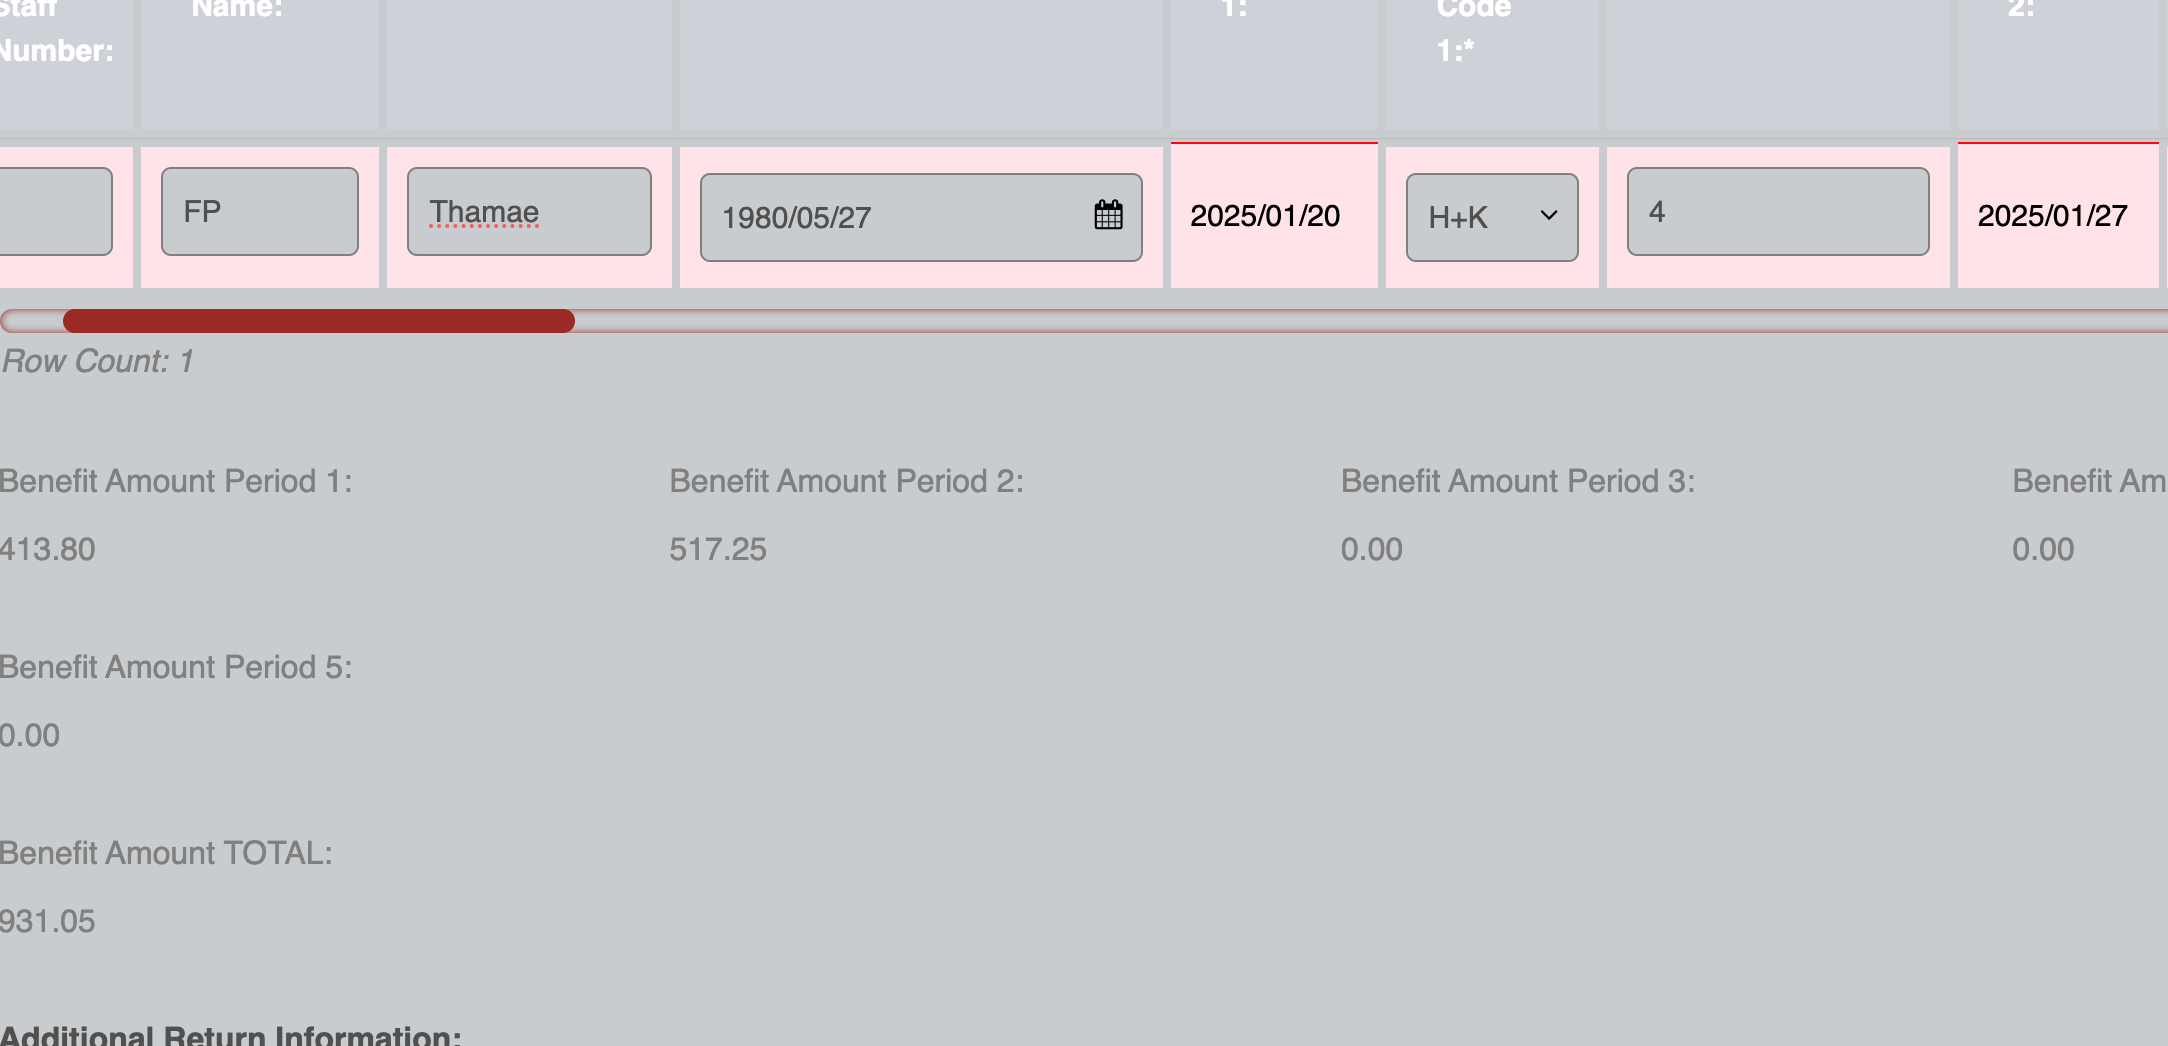 Staff Name: 1: Code 2:
Number: 1:*
FP Thamae 1980/05/27 2025/01/20 H+K 4 2025/01/27
Row Count: 1
Benefit Amount Period 1: Benefit Amount Period 2: Benefit Amount Period 3: Benefit Am
413.80 517.25 0.00 0.00
Benefit Amount Period 5:
0.00
Benefit Amount TOTAL:
931.05
Additional Return Information: